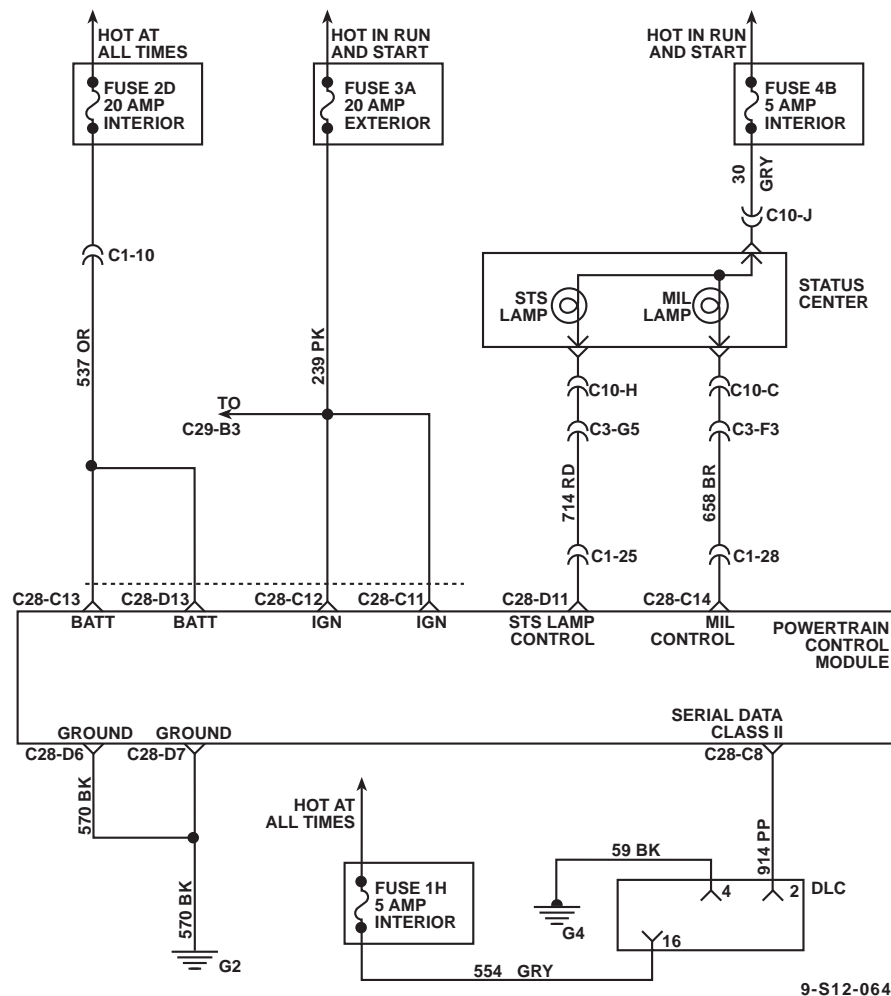 HOT AT
ALL TIMES
FUSE 2D
20 AMP
INTERIOR
HOT IN RUN
AND START
FUSE 3A
20 AMP
EXTERIOR
HOT IN RUN
AND START
FUSE 4B
5 AMP
INTERIOR
30 GRY
C10-J
C1-10
STS
LAMP
MIL
LAMP
STATUS
CENTER
537 OR
239 PK
TO
C29-B3
C10-H
C10-C
C3-G5
C3-F3
714 RD
658 BR
C1-25
C1-28
C28-C13
C28-D13
C28-C12
C28-C11
C28-D11
C28-C14
BATT
BATT
IGN
IGN
STS LAMP
CONTROL
MIL
CONTROL
POWERTRAIN
CONTROL
MODULE
GROUND
GROUND
SERIAL DATA
CLASS II
C28-D6
C28-D7
C28-C8
570 BK
570 BK
G2
HOT AT
ALL TIMES
FUSE 1H
5 AMP
INTERIOR
59 BK
914 PP
G4
4
2
DLC
16
554 GRY
9-S12-064